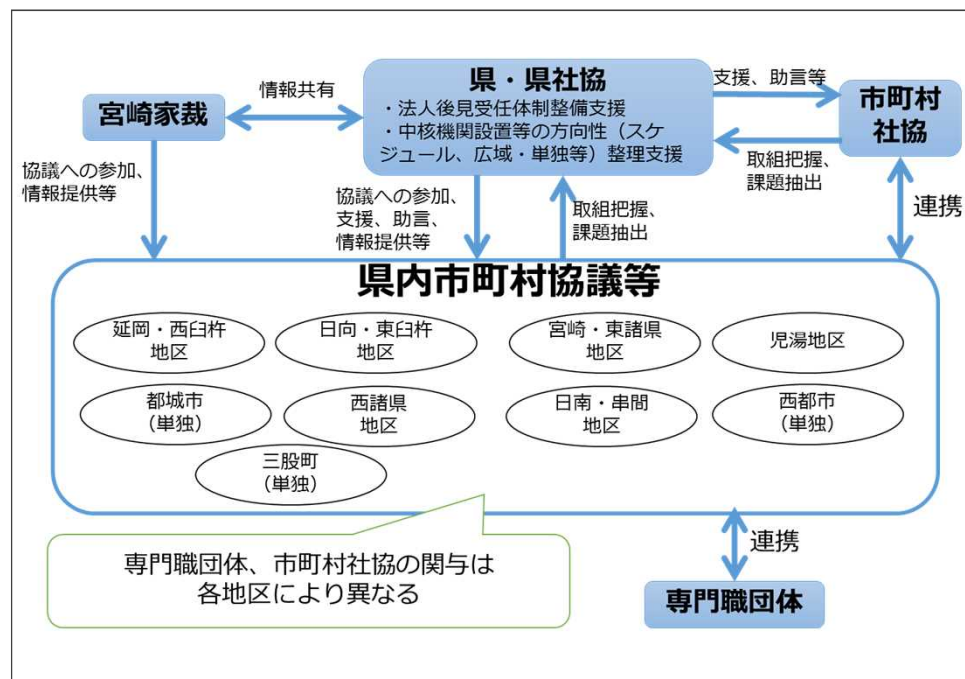 宮崎家裁
情報共有
県・県社協
・法人後見受任体制整備支援
・中核機関設置等の方向性（スケ
ジュール、広域・単独等）整理支援
支援、助言等
市町村
社協
取組把握、
課題抽出
協議への参加、
情報提供等
協議への参加、
支援、助言、
情報提供等
取組把握、
課題抽出
連携
県内市町村協議等
延岡・西臼杵
地区
日向・東臼杵
地区
宮崎・東諸県
地区
児湯地区
都城市
（単独）
西諸県
地区
日南・串間
地区
西都市
（単独）
三股町
（単独）
専門職団体、市町村社協の関与は
各地区により異なる
連携
専門職団体